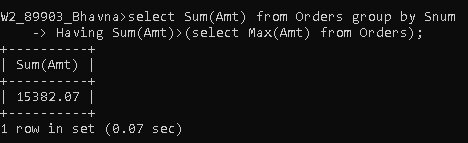 W2_89903_Bhavna>select Sum(Amt) from Orders group by Snum
-> Having Sum(Amt)>(select Max(Amt) from Orders);
+----------+
| Sum(Amt) |
+----------+
| 15382.07 |
+----------+
1 row in set (0.07 sec)